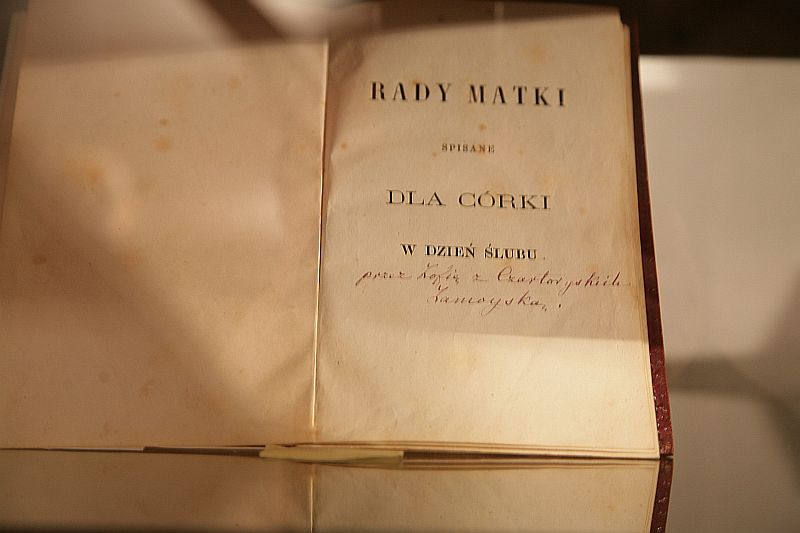 RADY MATKI
SPISANE
DLA CÓRKI
W DZIEŃ ŚLUBU.
przez Zofię z Czartoryskich
Zamoyską.